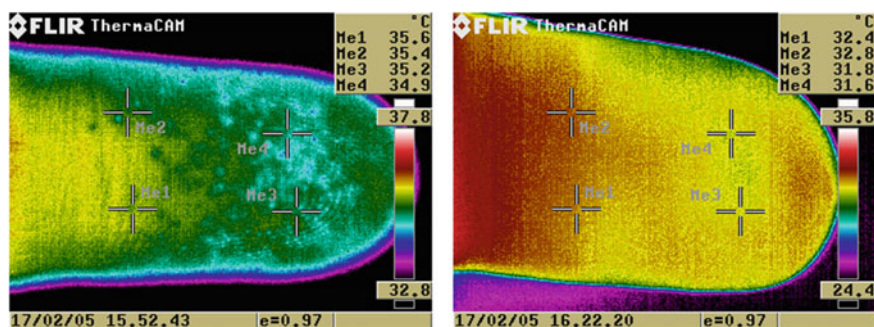 FLIR ThermaCAM
°C
Me1 35.6
Me2 35.4
Me3 35.2
Me4 34.9
37.8
Me2
Me4
Me1
Me3
32.8
17/02/05 15.52.43 e=0.97
FLIR ThermaCAM
°C
Me1 32.4
Me2 32.8
Me3 31.8
Me4 31.6
35.8
Me2
Me4
Me1
Me3
24.4
17/02/05 16.22.20 e=0.97